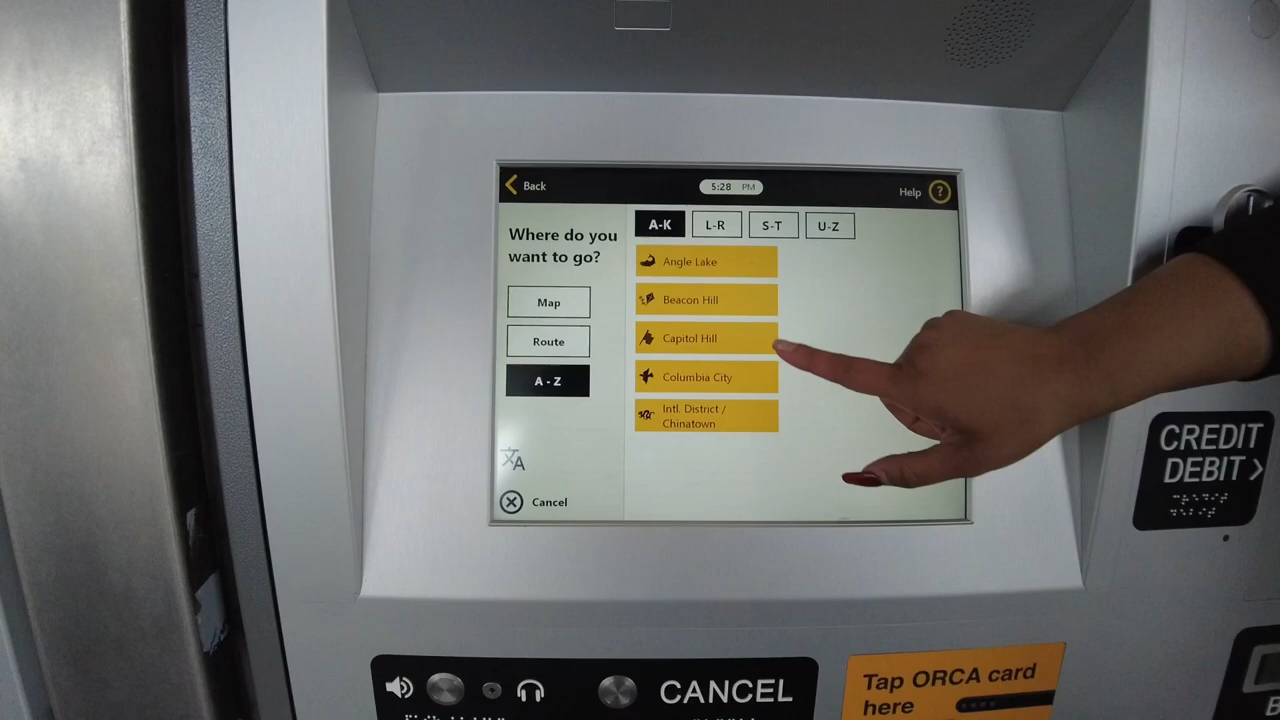 Back
5:28 PM
Help ?
Where do you
want to go?
A-K
L-R
S-T
U-Z
Map
Route
A - Z
Angle Lake
Beacon Hill
Capitol Hill
Columbia City
Intl. District /
Chinatown
Cancel
CREDIT
DEBIT
CANCEL
Tap ORCA card
here